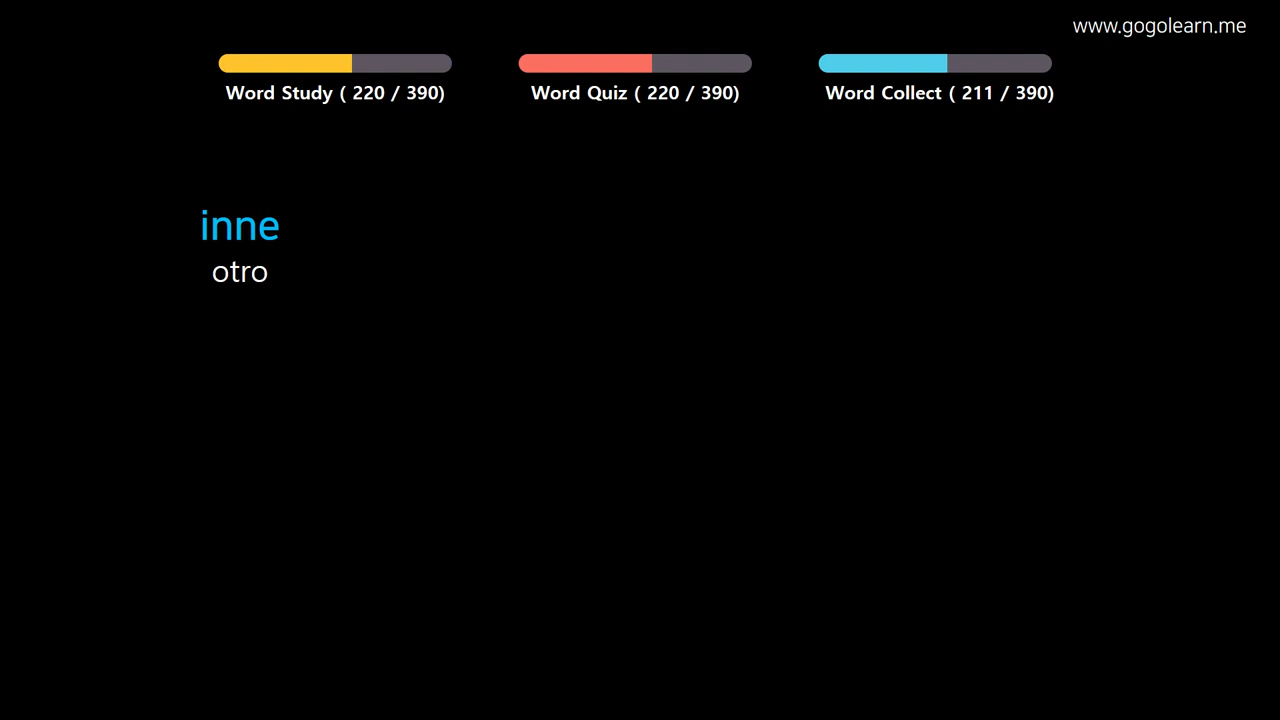 www.gogolearn.me
Word Study ( 220 / 390)
Word Quiz ( 220 / 390)
Word Collect ( 211 / 390)
inne
otro